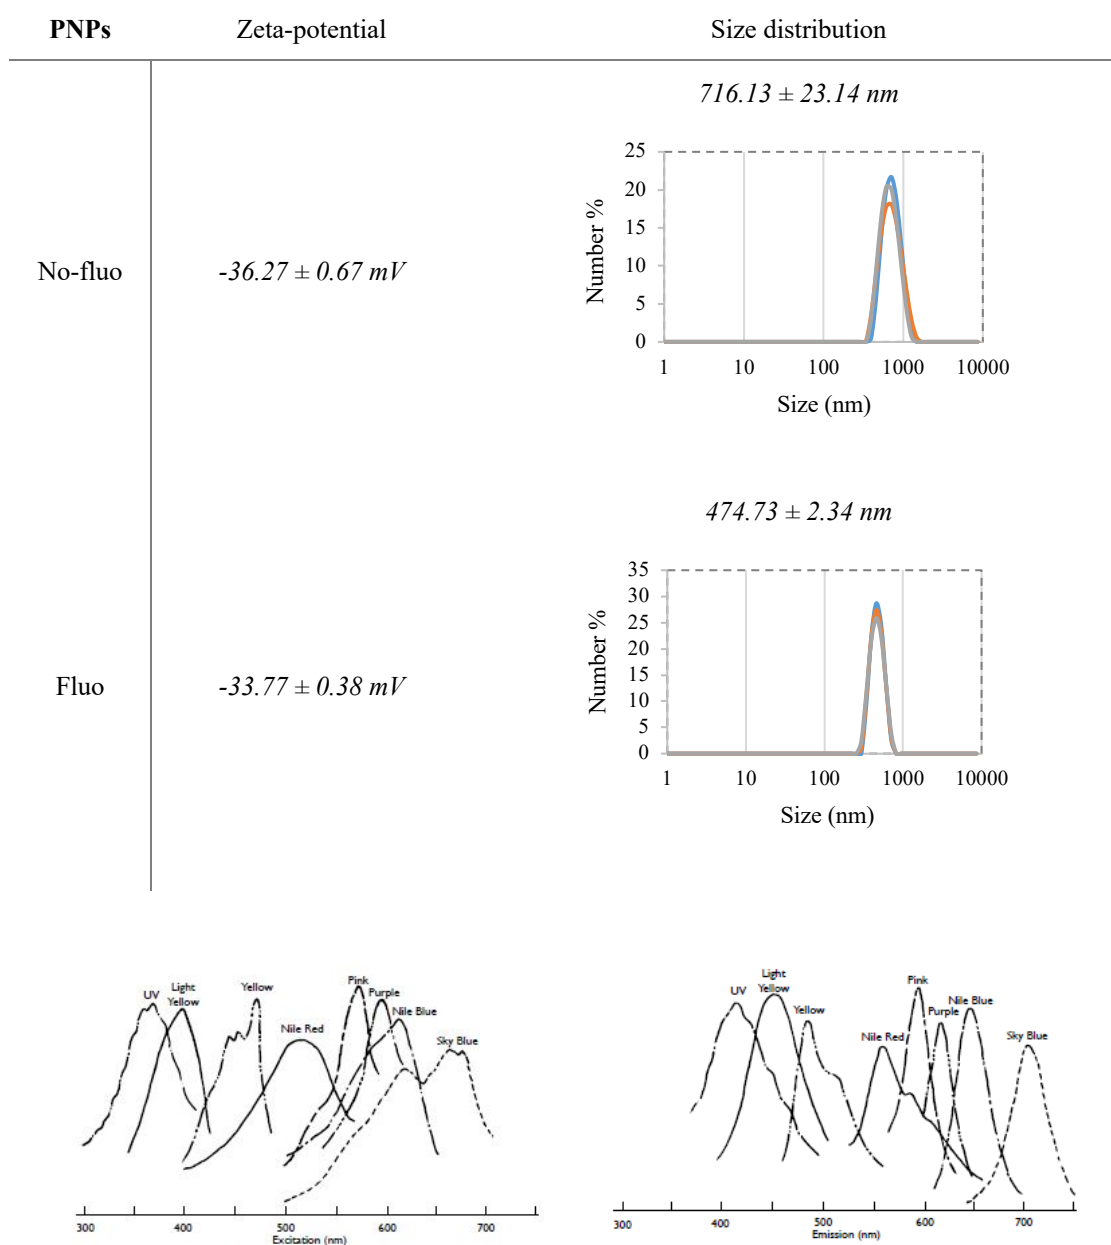 PNPs Zeta-potential Size distribution
716.13 ± 23.14 nm
No-fluo -36.27 ± 0.67 mV
25
20
15
10
5
0
Number %
1 10 100 1000 10000
Size (nm)
474.73 ± 2.34 nm
Fluo -33.77 ± 0.38 mV
35
30
25
20
15
10
5
0
Number %
1 10 100 1000 10000
Size (nm)
UV
Light
Yellow
Yellow
Nile Red
Pink
Purple
Nile Blue
Sky Blue
300 400 500 600 700
Excitation (nm)
UV
Light
Yellow
Yellow
Nile Red
Pink
Purple
Nile Blue
Sky Blue
300 400 500 600 700
Emission (nm)